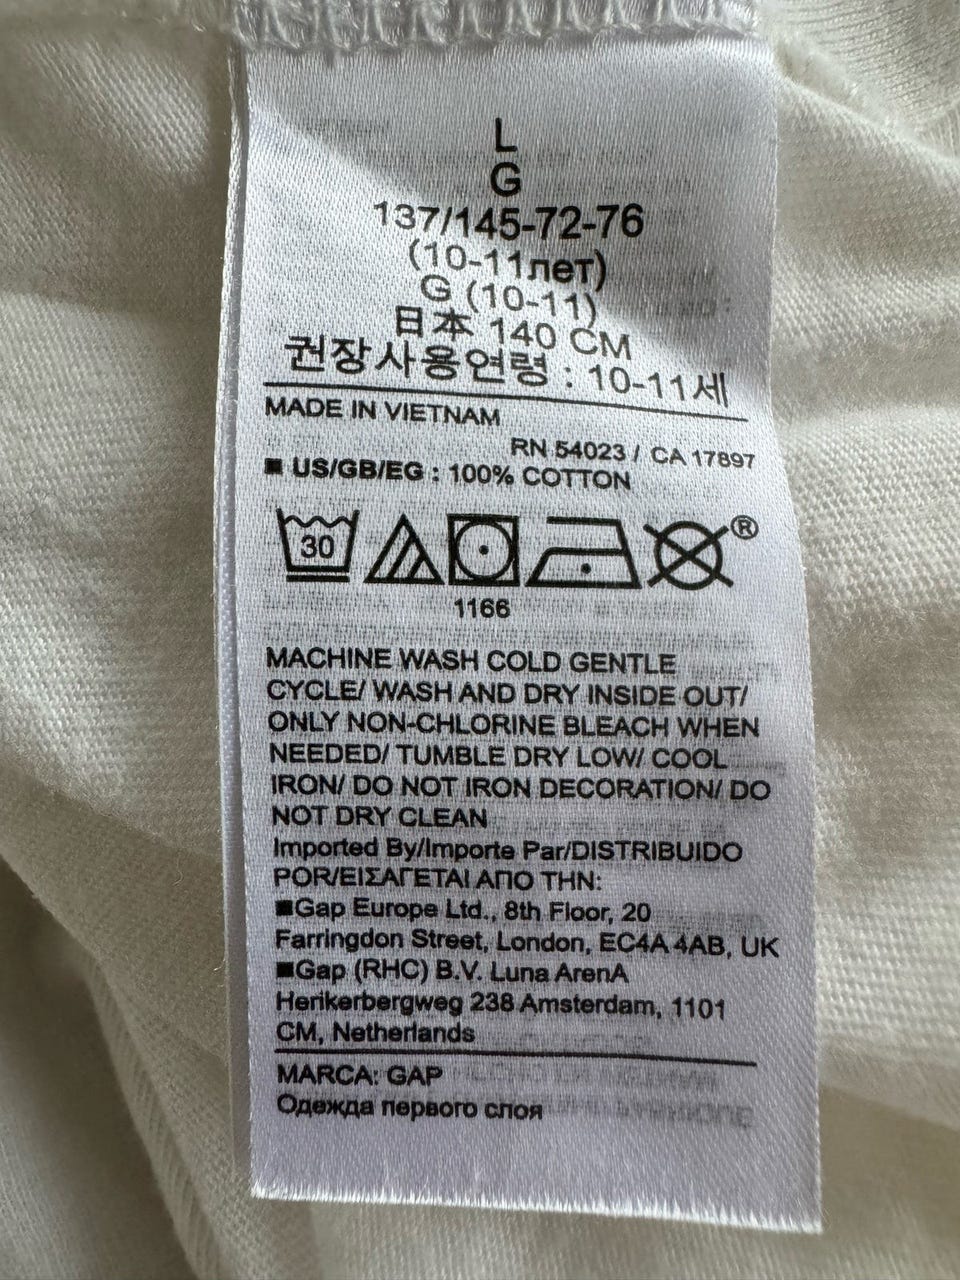 L
G
137/145-72-76
(10-11лет)
G (10-11)
日本 140 CM
권장사용연령 : 10-11세
MADE IN VIETNAM
RN 54023 / CA 17897
■ US/GB/EG : 100% COTTON
30
®
1166
MACHINE WASH COLD GENTLE
CYCLE/ WASH AND DRY INSIDE OUT/
ONLY NON-CHLORINE BLEACH WHEN
NEEDED/ TUMBLE DRY LOW/ COOL
IRON/ DO NOT IRON DECORATION/ DO
NOT DRY CLEAN
Imported By/Importe Par/DISTRIBUIDO
POR/ΕΙΣΑΓΕΤΑΙ ΑΠΟ ΤΗΝ:
■Gap Europe Ltd., 8th Floor, 20
Farringdon Street, London, EC4A 4AB, UK
■Gap (RHC) B.V. Luna ArenA
Herikerbergweg 238 Amsterdam, 1101
CM, Netherlands
MARCA: GAP
Одежда первого слоя